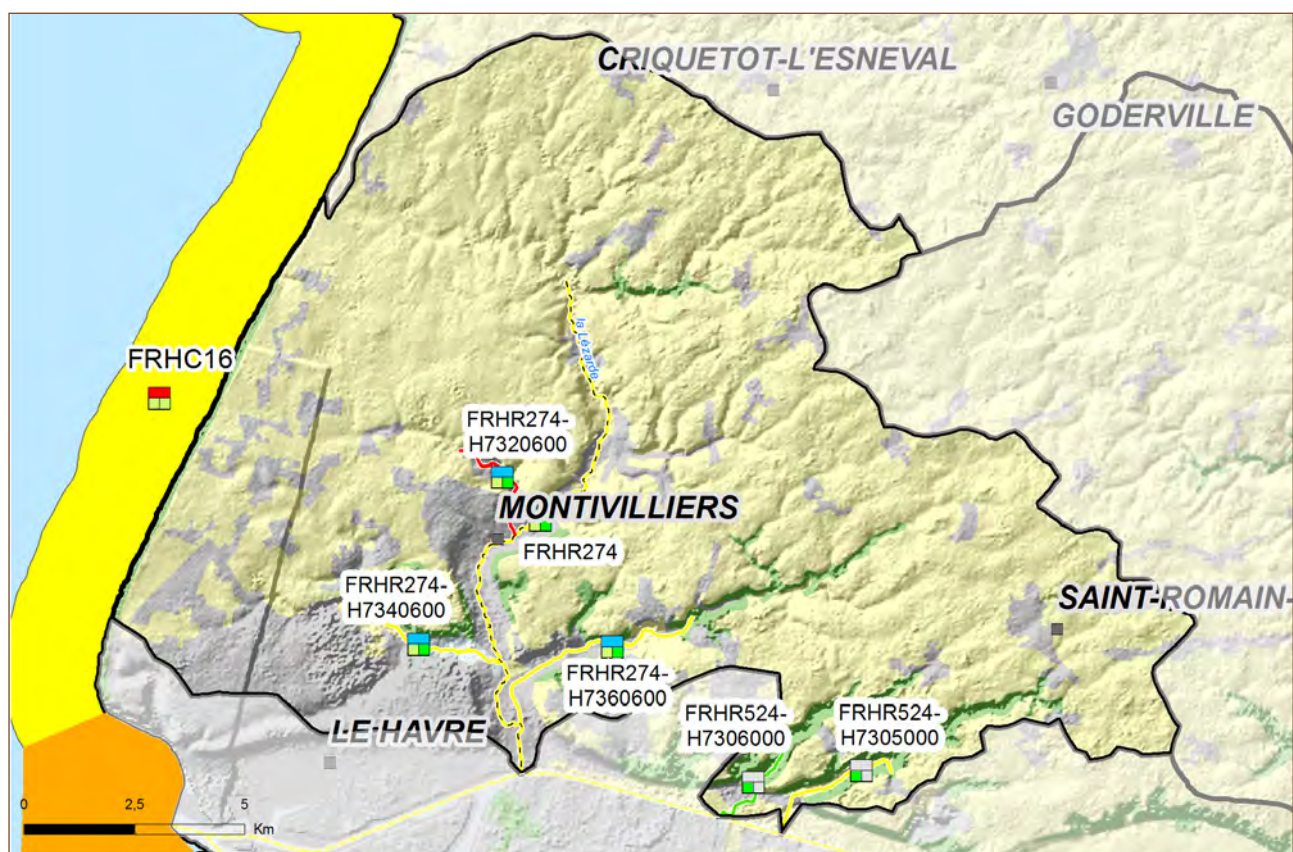 CRIQUETOT-L'ESNEVAL
GODERVILLE
la Lézarde
FRHC16
FRHR274-
H7320600
MONTIVILLIERS
FRHR274
FRHR274-
H7340600
SAINT-ROMAIN-
FRHR274-
H7360600
FRHR524-
H7306000
FRHR524-
H7305000
LE HAVRE
0 2,5 5
Km